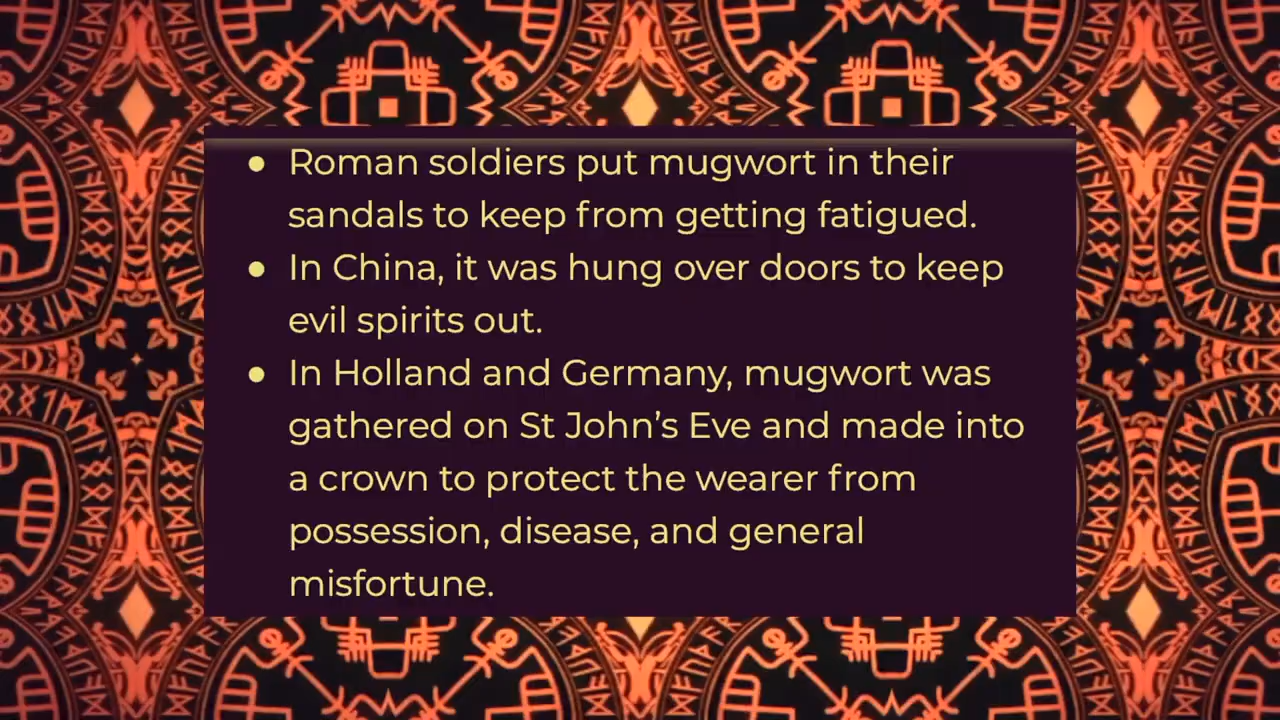 ● Roman soldiers put mugwort in their
sandals to keep from getting fatigued.
● In China, it was hung over doors to keep
evil spirits out.
● In Holland and Germany, mugwort was
gathered on St John’s Eve and made into
a crown to protect the wearer from
possession, disease, and general
misfortune.